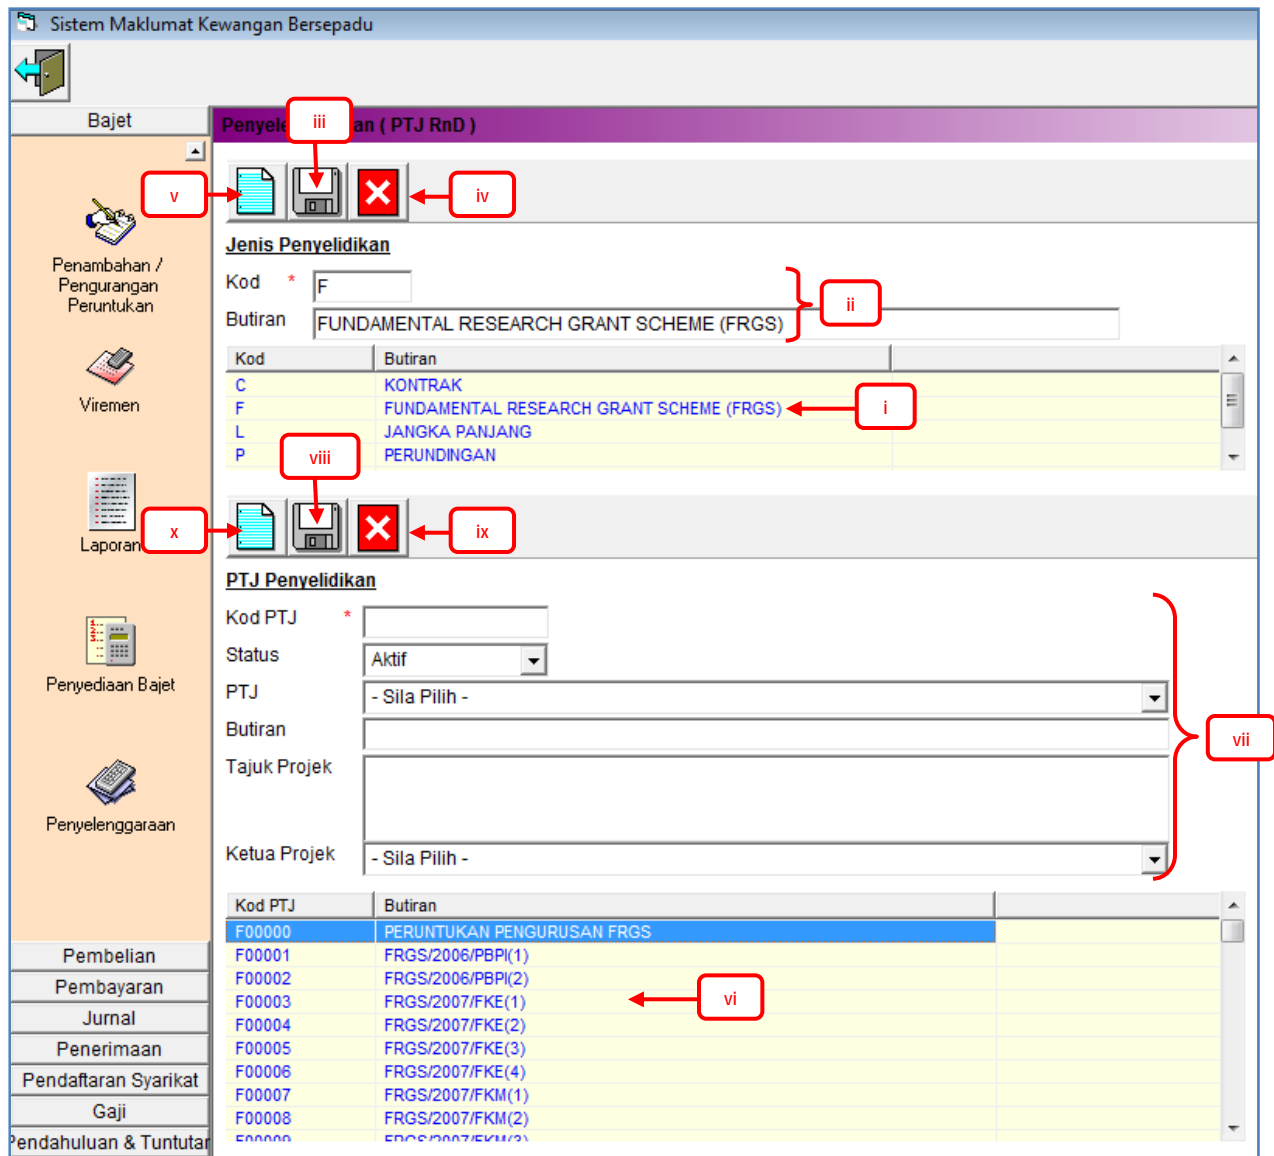 Sistem Maklumat Kewangan Bersepadu
Bajet
Penambahan /
Pengurangan
Peruntukan
Viremen
Laporan
Penyediaan Bajet
Penyelenggaraan
Pembelian
Pembayaran
Jurnal
Penerimaan
Pendaftaran Syarikat
Gaji
Pendahuluan & Tuntutan
( PTJ RnD )
iii
v
iv
Jenis Penyelidikan
Kod * F
Butiran FUNDAMENTAL RESEARCH GRANT SCHEME (FRGS)
ii
Kod Butiran
C KONTRAK
F FUNDAMENTAL RESEARCH GRANT SCHEME (FRGS)
i
L JANGKA PANJANG
P PERUNDINGAN
viii
x
ix
PTJ Penyelidikan
Kod PTJ *
Status Aktif
PTJ - Sila Pilih -
Butiran
Tajuk Projek
Ketua Projek - Sila Pilih -
vii
Kod PTJ Butiran
F00000 PERUNTUKAN PENGURUSAN FRGS
F00001 FRGS/2006/PBPI(1)
F00002 FRGS/2006/PBPI(2)
F00003 FRGS/2007/FKE(1)
vi
F00004 FRGS/2007/FKE(2)
F00005 FRGS/2007/FKE(3)
F00006 FRGS/2007/FKE(4)
F00007 FRGS/2007/FKM(1)
F00008 FRGS/2007/FKM(2)
F00009 FRGS/2007/FKM(3)